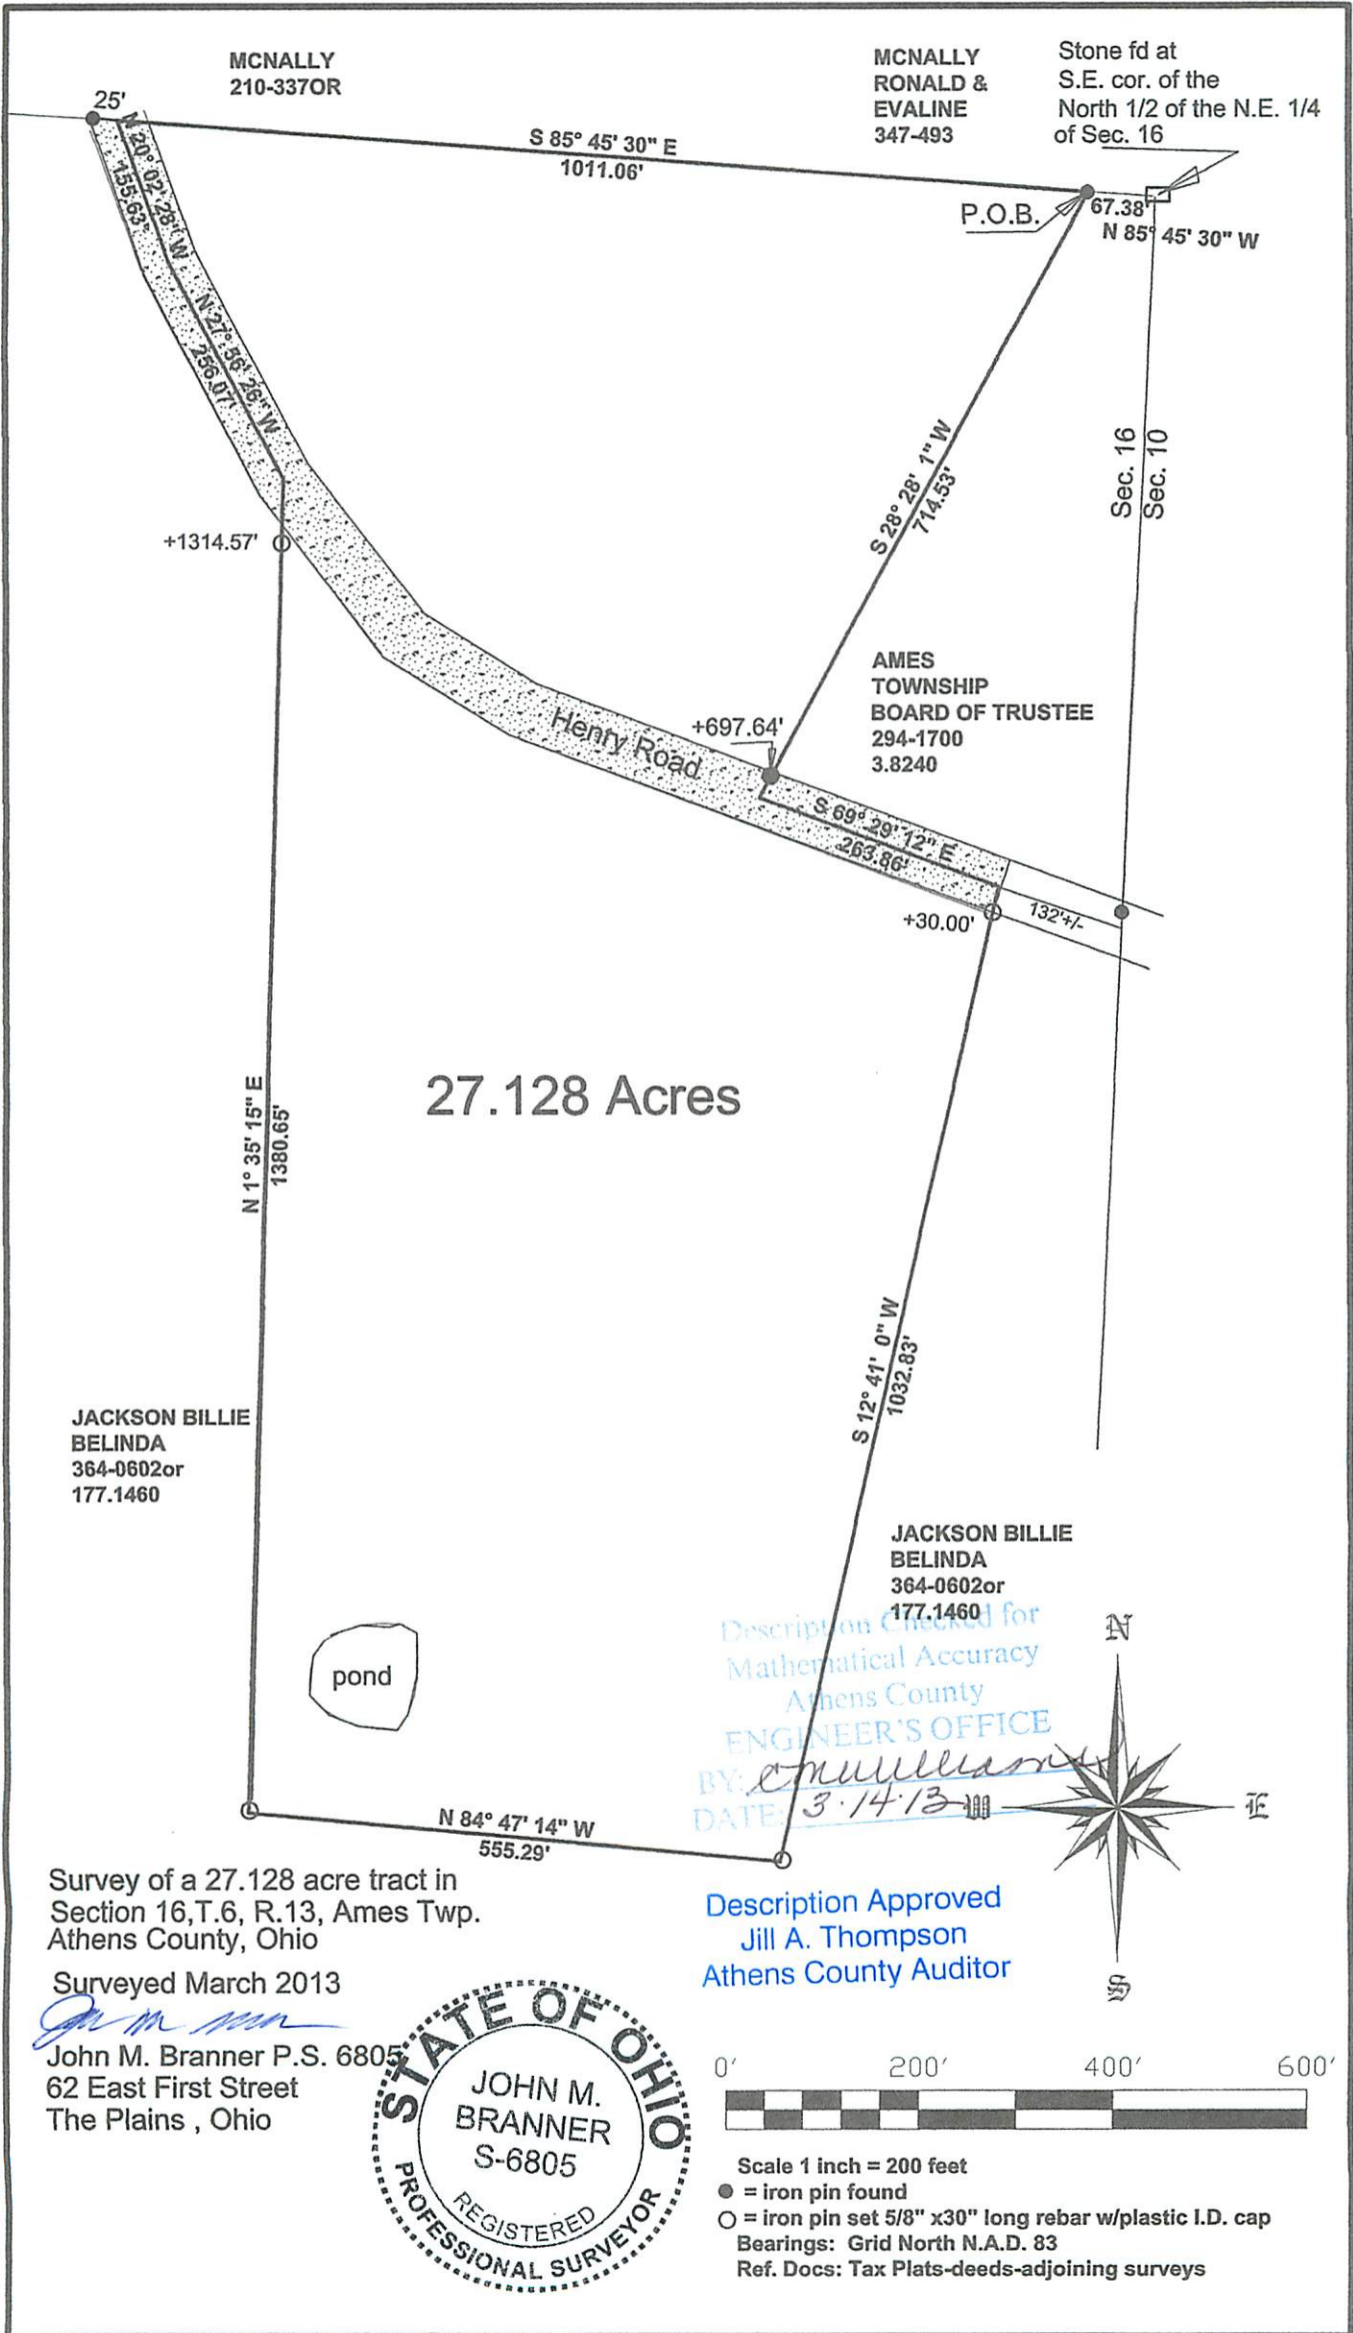 MCNALLY
210-337OR
MCNALLY
RONALD &
EVALINE
347-493
Stone fd at
S.E. cor. of the
North 1/2 of the N.E. 1/4
of Sec. 16
25'
S 85° 45' 30" E
1011.06'
P.O.B.
67.38'
N 85° 45' 30" W
N 20° 02' 28" W
155.63'
N 27° 56' 26" W
256.07'
+1314.57'
S 28° 28' 1" W
714.53'
Sec. 16
Sec. 10
AMES
TOWNSHIP
BOARD OF TRUSTEE
294-1700
3.8240
Henry Road
+697.64'
S 69° 29' 12" E
263.86'
+30.00'
132'+/-
27.128 Acres
N 1° 35' 15" E
1380.65'
S 12° 41' 0" W
1032.83'
JACKSON BILLIE
BELINDA
364-0602or
177.1460
JACKSON BILLIE
BELINDA
364-0602or
177.1460
pond
Description Checked for
Mathematical Accuracy
Athens County
ENGINEER'S OFFICE
BY:
DATE: 3-14-13
N
W
E
S
N 84° 47' 14" W
555.29'
Survey of a 27.128 acre tract in
Section 16,T.6, R.13, Ames Twp.
Athens County, Ohio
Surveyed March 2013
John M. Branner P.S. 6805
62 East First Street
The Plains , Ohio
Description Approved
Jill A. Thompson
Athens County Auditor
STATE OF OHIO
JOHN M.
BRANNER
S-6805
REGISTERED
PROFESSIONAL SURVEYOR
0' 200' 400' 600'
Scale 1 inch = 200 feet
= iron pin found
= iron pin set 5/8" x30" long rebar w/plastic I.D. cap
Bearings: Grid North N.A.D. 83
Ref. Docs: Tax Plats-deeds-adjoining surveys